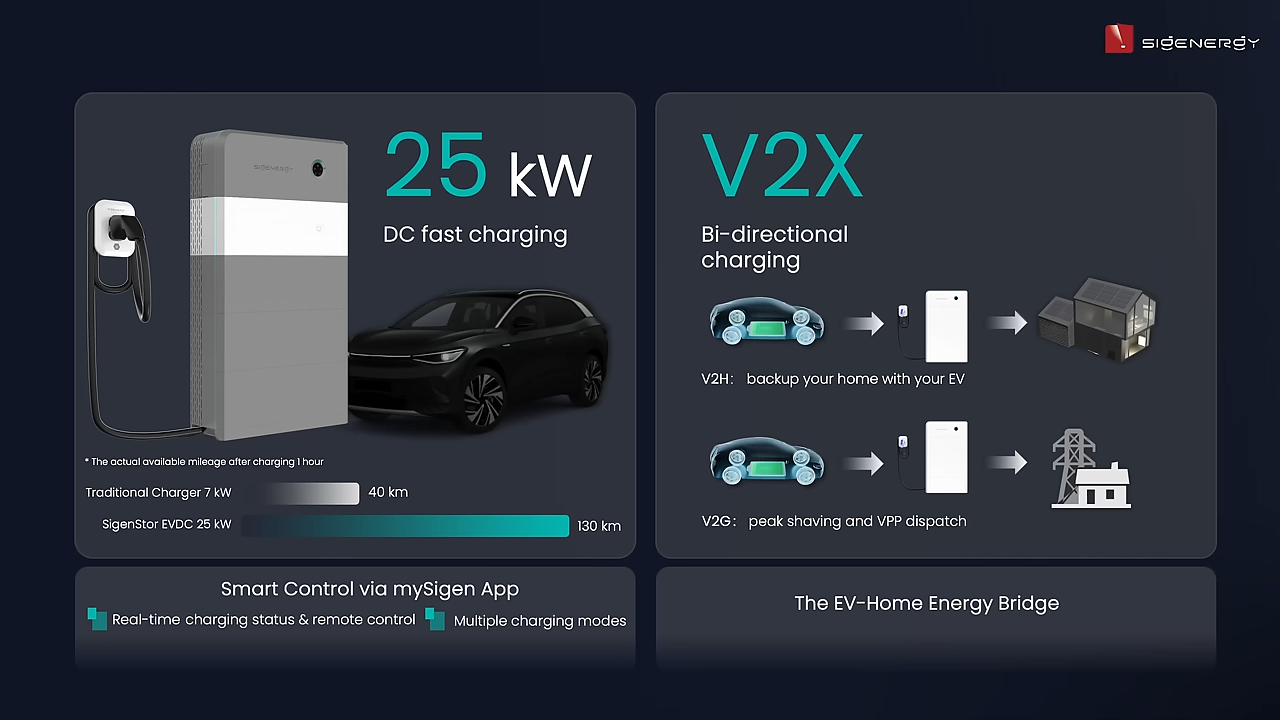 SIGENERGY
SIGENERGY
25 kW
DC fast charging
* The actual available mileage after charging 1 hour
Traditional Charger 7 kW
40 km
SigenStor EVDC 25 kW
130 km
V2X
Bi-directional
charging
V2H: backup your home with your EV
V2G: peak shaving and VPP dispatch
Smart Control via mySigen App
Real-time charging status & remote control
Multiple charging modes
The EV-Home Energy Bridge